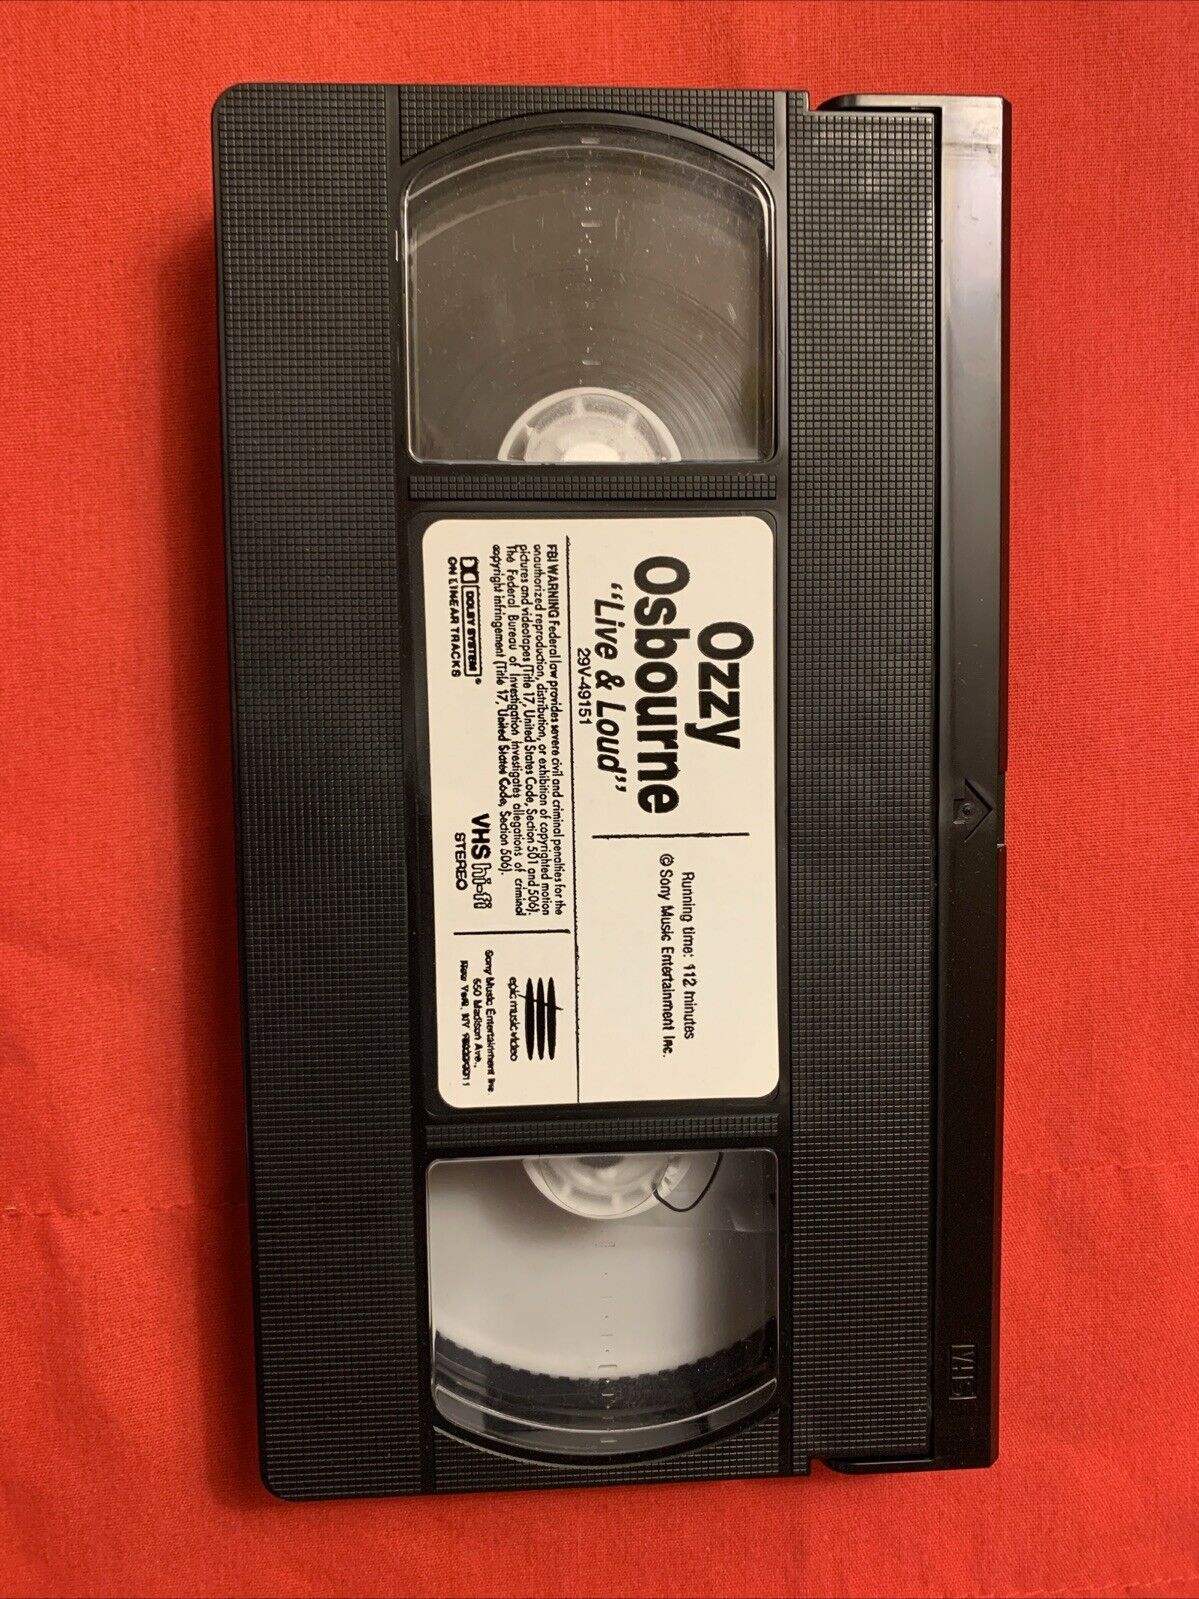 Ozzy
Osbourne
"Live & Loud"
29V-49151
Running time: 112 minutes
© Sony Music Entertainment Inc.
FBI WARNING Federal law provides severe civil and criminal penalties for the
unauthorized reproduction, distribution, or exhibition of copyrighted motion
pictures and videotapes (Title 17, United States Code, Section 501 and 506).
The Federal Bureau of Investigation investigates allegations of criminal
copyright infringement (Title 17, United States Code, Section 506).
DOLBY SYSTEM ®
ON LINEAR TRACKS
VHS hi-fi
STEREO
epic music video
Sony Music Entertainment Inc.
550 Madison Ave.,
New York, NY
VHS